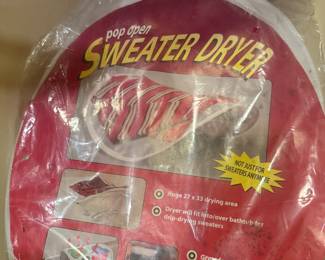 pop open
SWEATER DRYER
NOT JUST FOR
SWEATERS ANYMORE
Huge 27 x 33 drying area
Dryer will fit into/over bathtub for
drip-drying sweaters